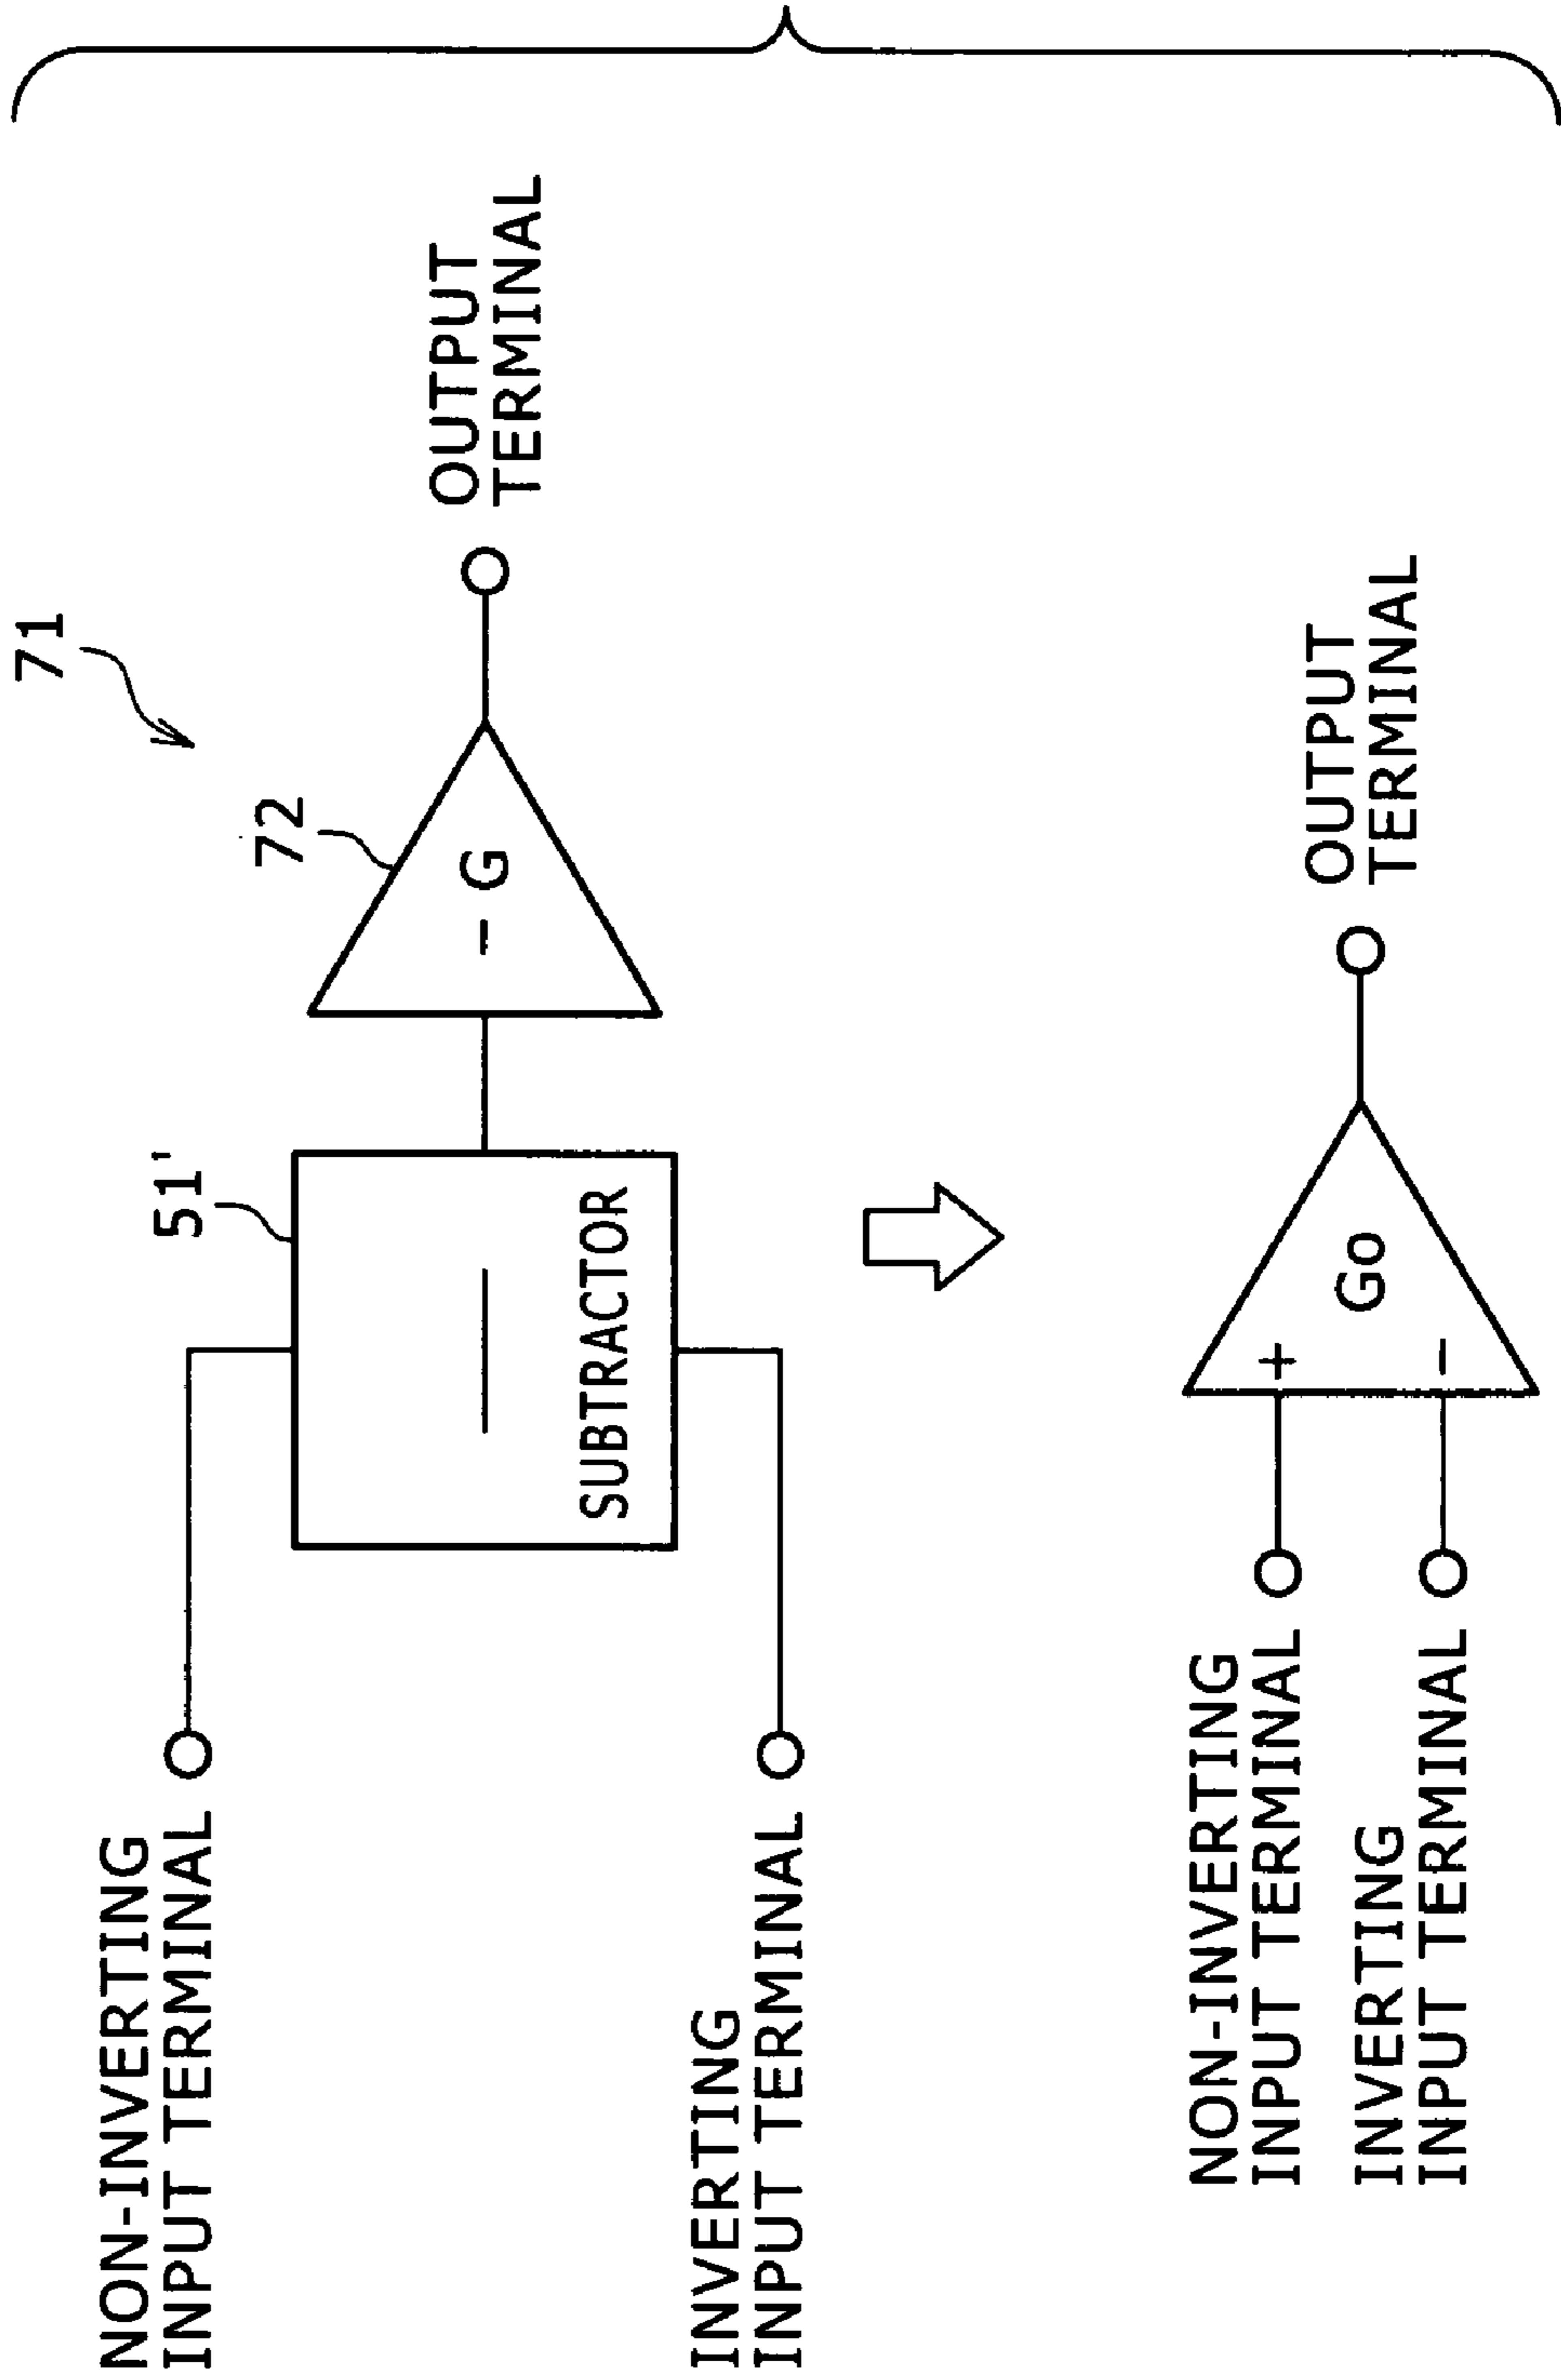 71
NON-INVERTING
INPUT TERMINAL
51'
72
- G
OUTPUT
TERMINAL
SUBTRACTOR
INVERTING
INPUT TERMINAL
NON-INVERTING
INPUT TERMINAL
+
Go
OUTPUT
TERMINAL
-
INVERTING
INPUT TERMINAL